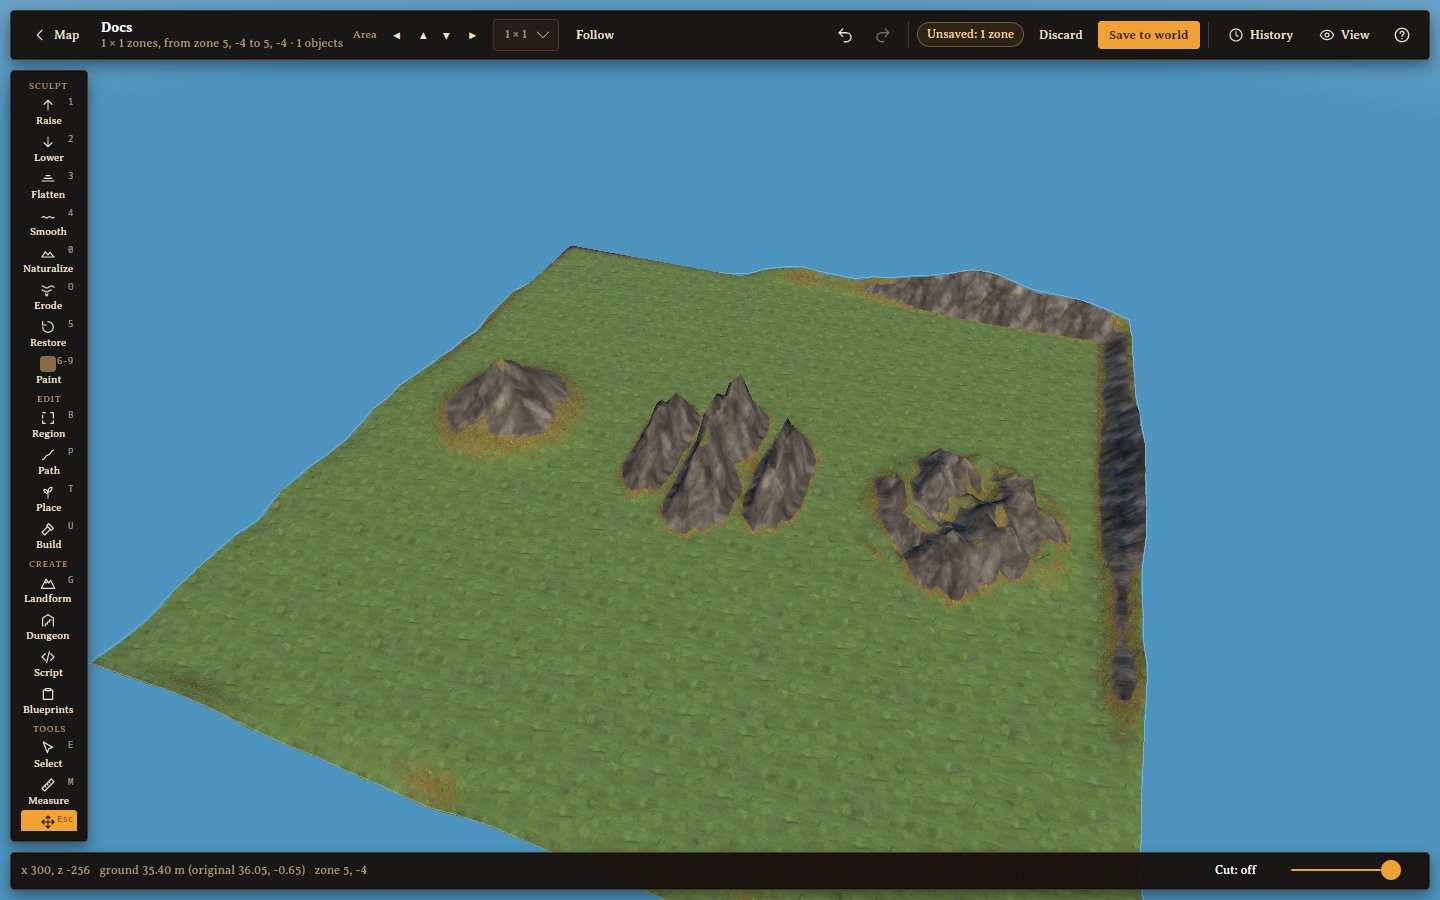 Map
Docs
1 × 1 zones, from zone 5, -4 to 5, -4 · 1 objects
Area
1 × 1
Follow
Unsaved: 1 zone
Discard
Save to world
History
View
SCULPT
1
Raise
2
Lower
3
Flatten
4
Smooth
0
Naturalize
O
Erode
5
Restore
6-9
Paint
EDIT
B
Region
P
Path
T
Place
U
Build
CREATE
G
Landform
Dungeon
Script
Blueprints
TOOLS
E
Select
M
Measure
Esc
x 300, z -256 ground 35.40 m (original 36.05, -0.65) zone 5, -4
Cut: off